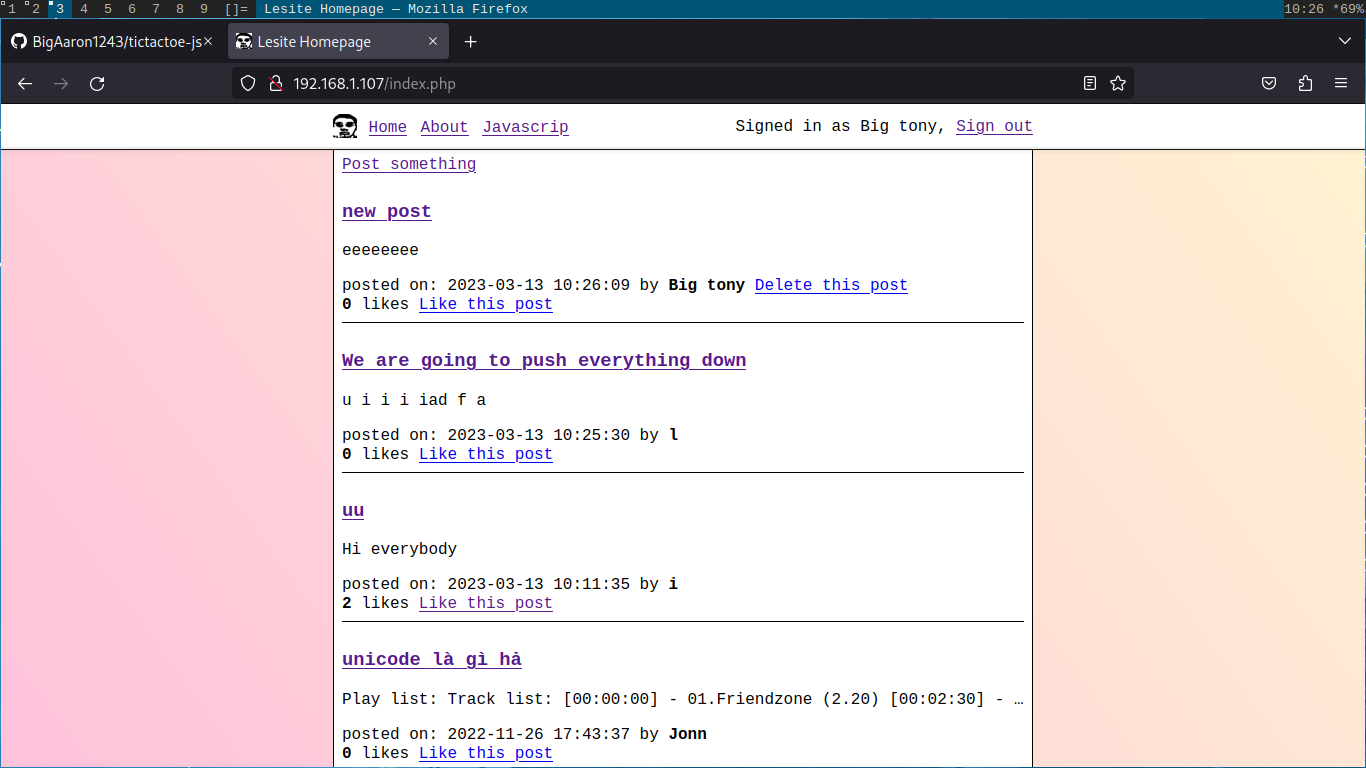 1 2 3 4 5 6 7 8 9 []= Lesite Homepage — Mozilla Firefox 10:26 *69%
BigAaron1243/tictactoe-js Lesite Homepage
192.168.1.107/index.php
Home About Javascrip Signed in as Big tony, Sign out
Post something
new post
eeeeeeee
posted on: 2023-03-13 10:26:09 by Big tony Delete this post
0 likes Like this post
We are going to push everything down
u i i i iad f a
posted on: 2023-03-13 10:25:30 by l
0 likes Like this post
uu
Hi everybody
posted on: 2023-03-13 10:11:35 by i
2 likes Like this post
unicode là gì hả
Play list: Track list: [00:00:00] - 01.Friendzone (2.20) [00:02:30] - …
posted on: 2022-11-26 17:43:37 by Jonn
0 likes Like this post